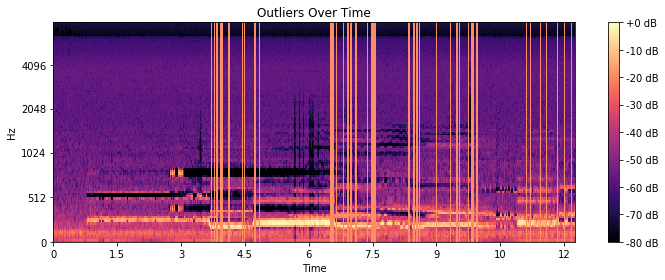 Outliers Over Time
Hz
4096
2048
1024
512
0
0 1.5 3 4.5 6 7.5 9 10 12
Time
+0 dB
-10 dB
-20 dB
-30 dB
-40 dB
-50 dB
-60 dB
-70 dB
-80 dB